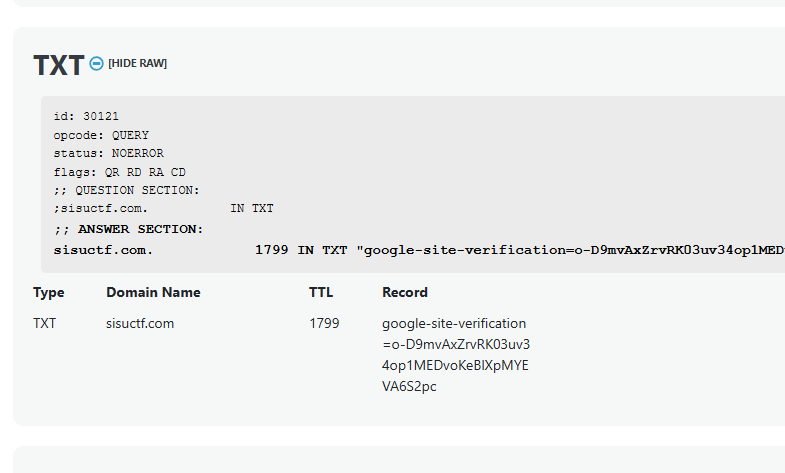 TXT [HIDE RAW]
id: 30121
opcode: QUERY
status: NOERROR
flags: QR RD RA CD
;; QUESTION SECTION:
;sisuctf.com. IN TXT
;; ANSWER SECTION:
sisuctf.com. 1799 IN TXT "google-site-verification=o-D9mvAxZrvRK03uv34op1MED
Type Domain Name TTL Record
TXT sisuctf.com 1799 google-site-verification
=o-D9mvAxZrvRK03uv3
4op1MEDvoKeBlXpMYE
VA6S2pc